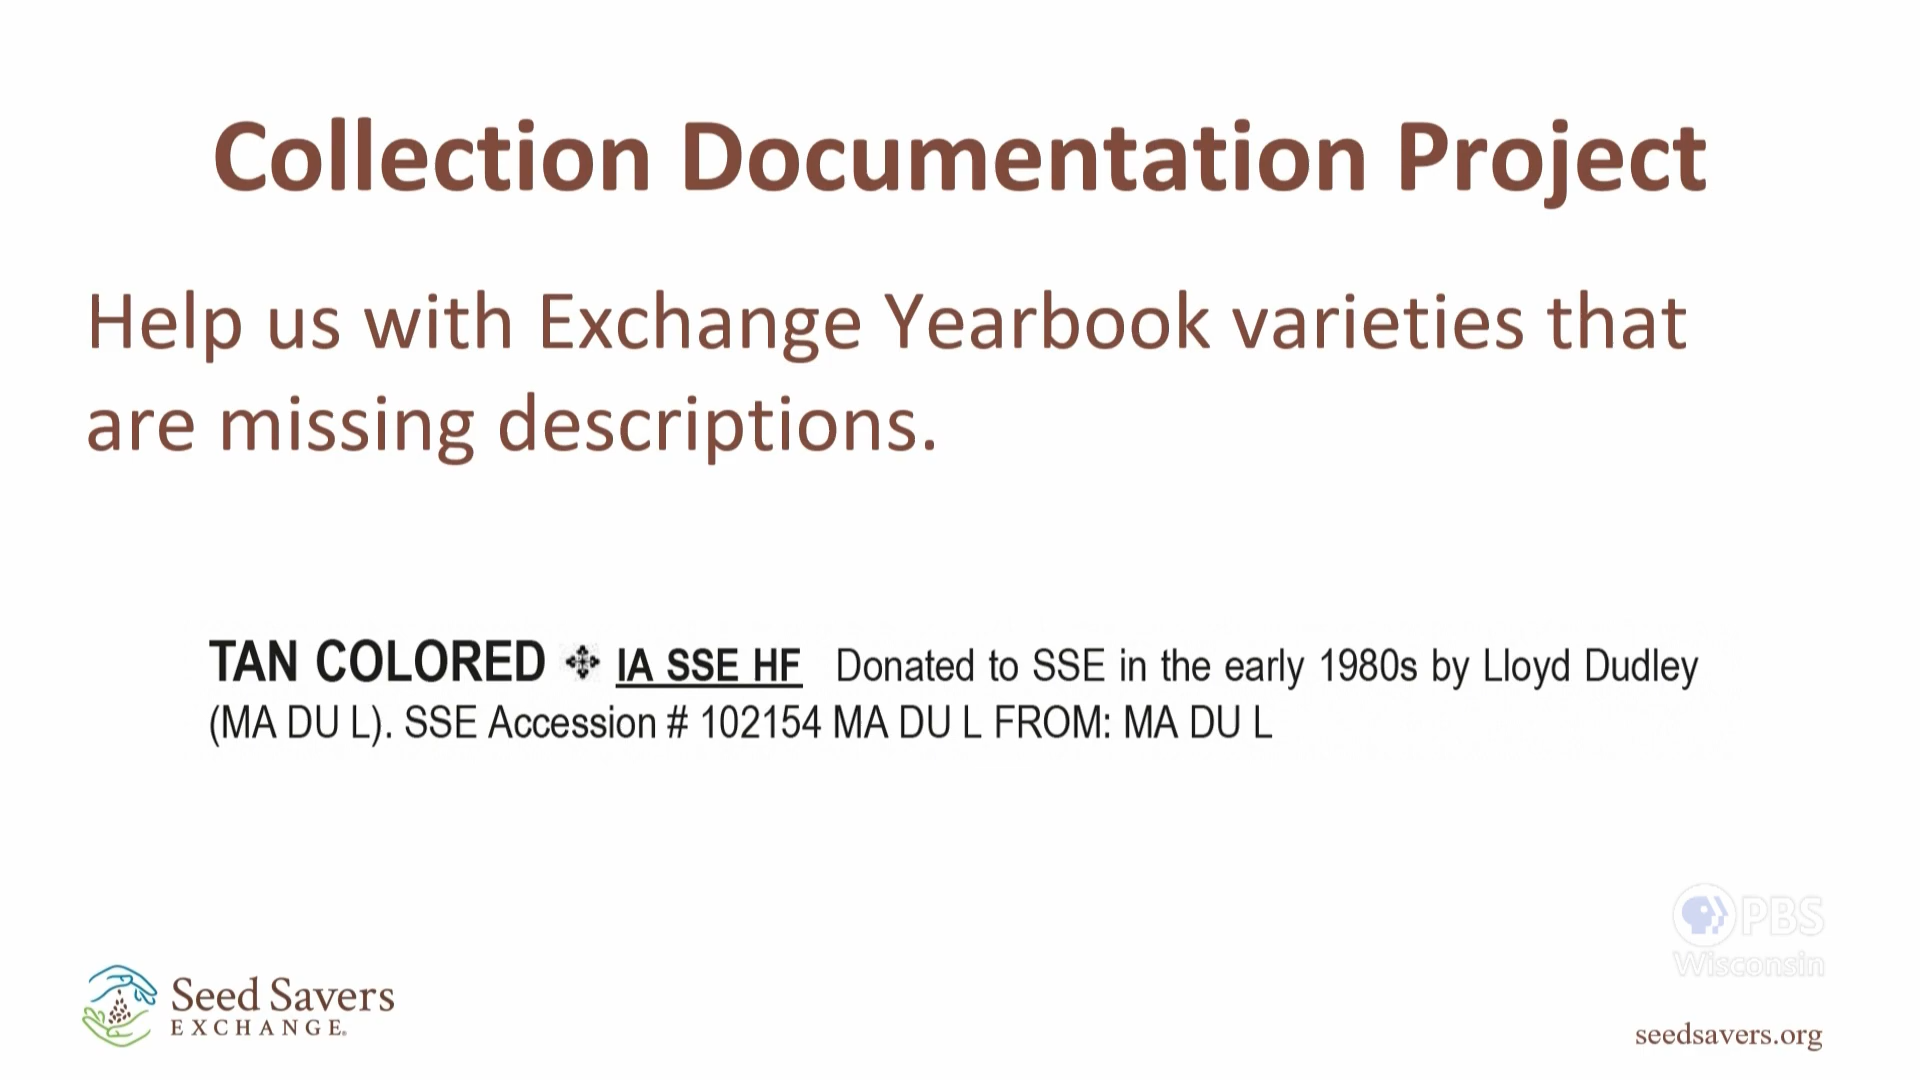 Collection Documentation Project
Help us with Exchange Yearbook varieties that
are missing descriptions.
TAN COLORED ✣ IA SSE HF Donated to SSE in the early 1980s by Lloyd Dudley
(MA DU L). SSE Accession # 102154 MA DU L FROM: MA DU L
PBS
Wisconsin
Seed Savers
EXCHANGE®
seedsavers.org